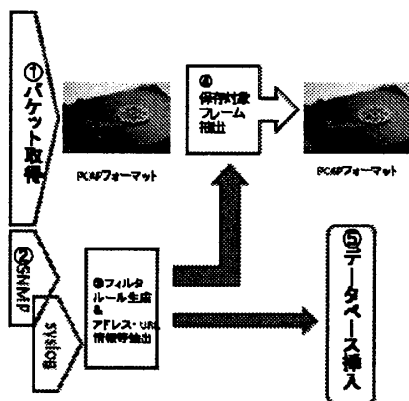 ①パケット取得
PCAPフォーマット
④
保存対象
フレーム
抽出
PCAPフォーマット
②SNMP
syslog
③フィルタ
ルール生成
&
アドレス・URL
情報等抽出
⑤データベース挿入